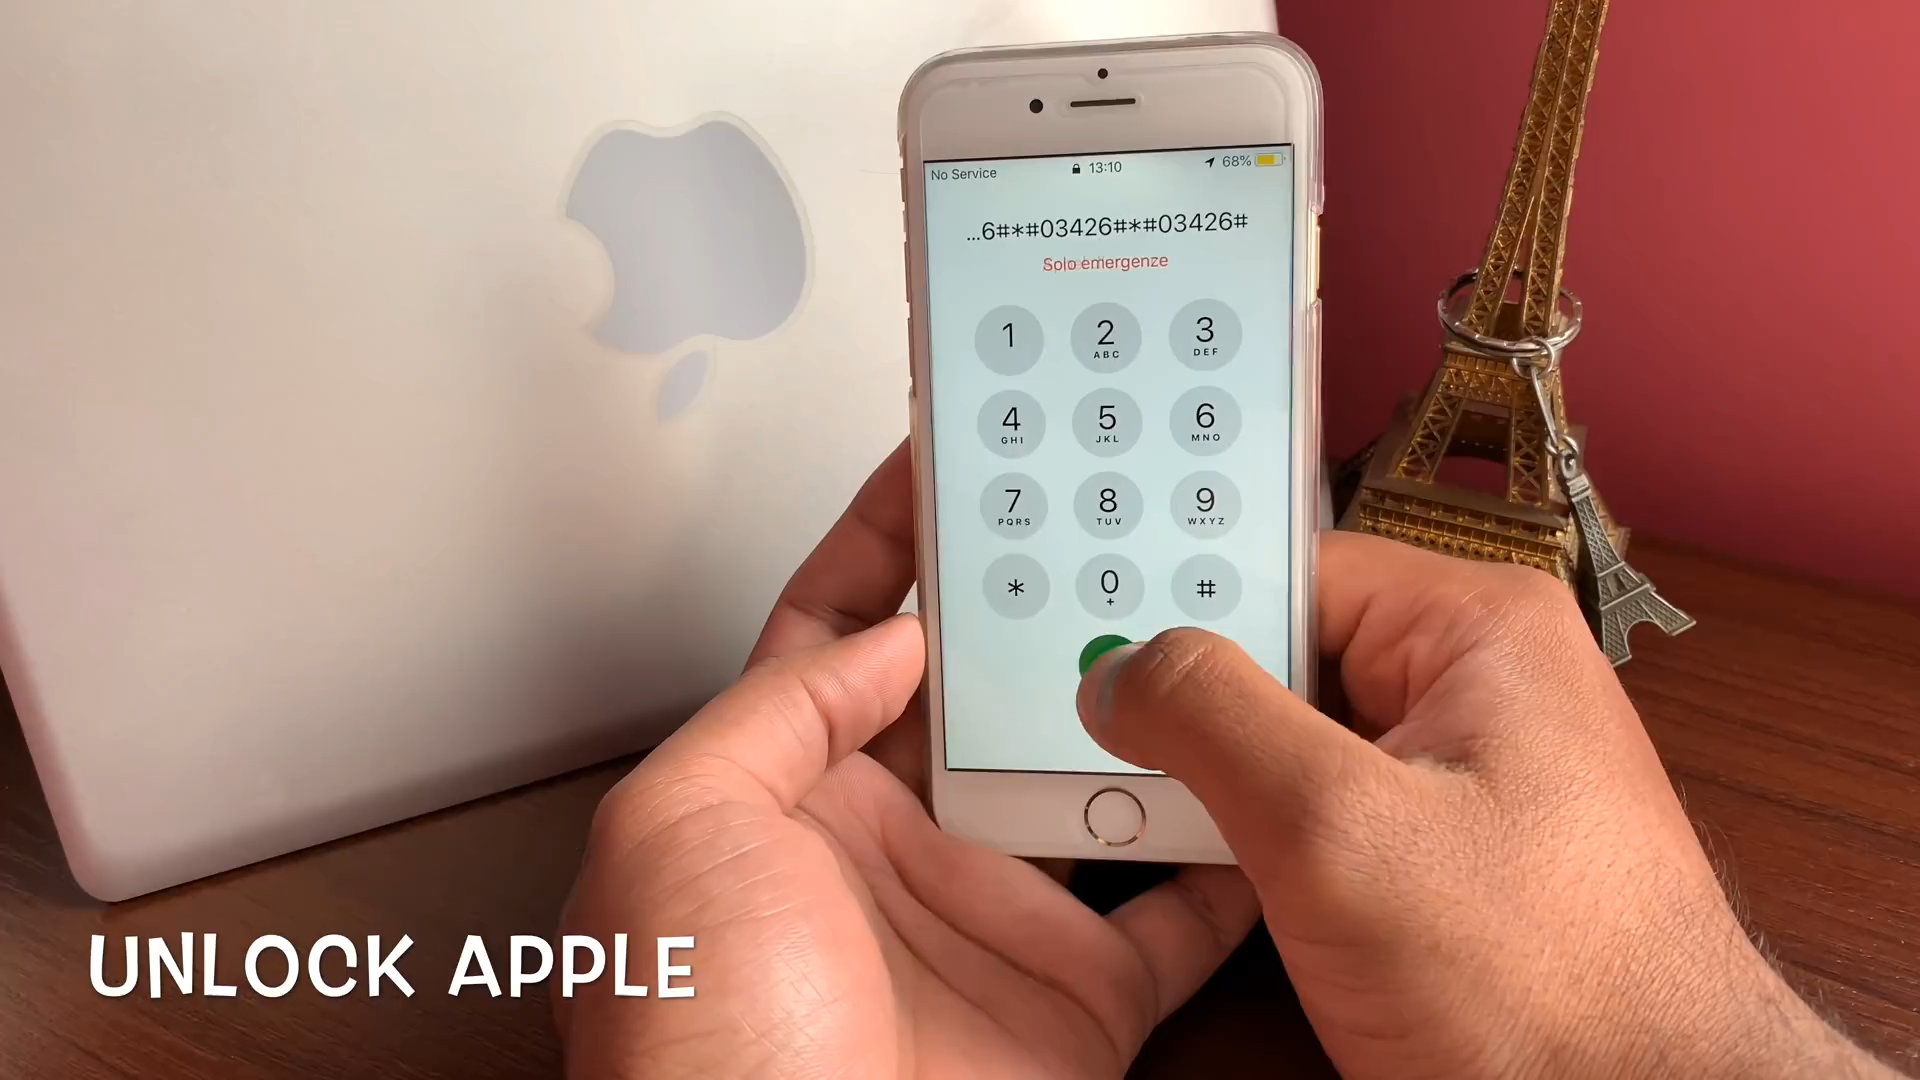 No Service 13:10 68%
...6#*#03426#*#03426#
Solo emergenze
1 2 3
ABC DEF
4 5 6
GHI JKL MNO
7 8 9
PQRS TUV WXYZ
* 0 #
+
UNLOCK APPLE